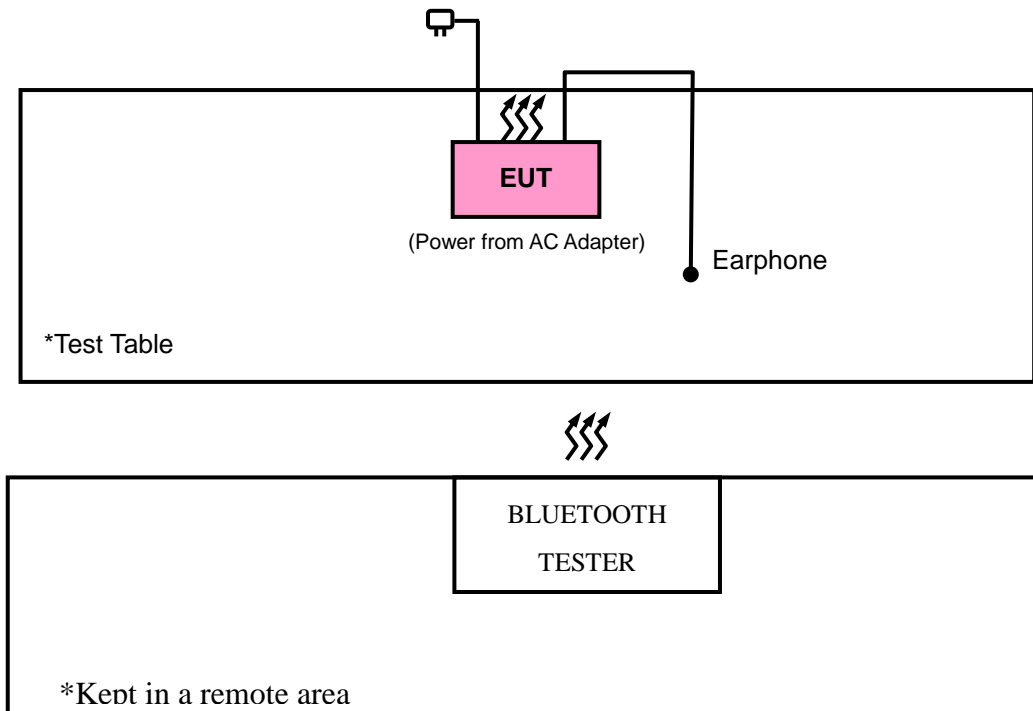 EUT
(Power from AC Adapter)
Earphone
*Test Table
BLUETOOTH
TESTER
*Kept in a remote area